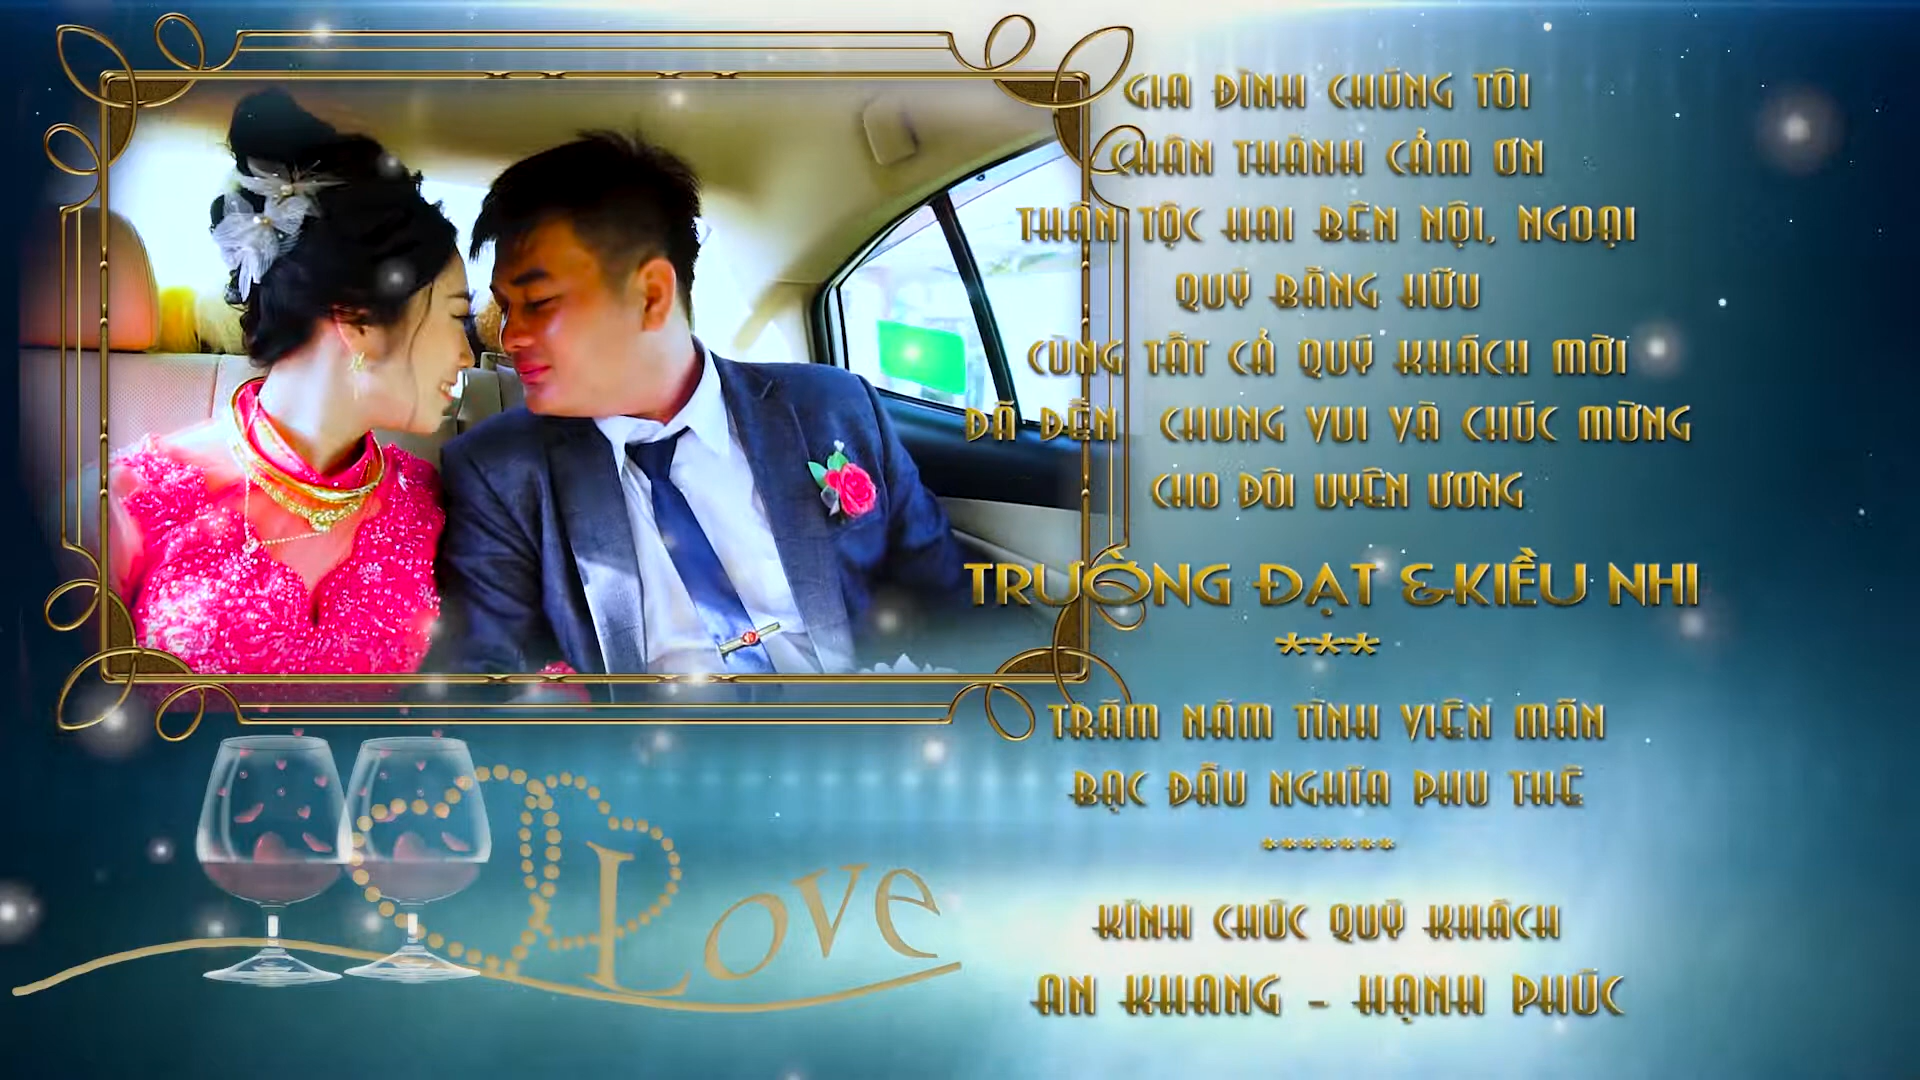 GIA ĐÌNH CHÚNG TÔI
CHÂN THÀNH CẢM ƠN
THÂN TỘC HAI BÊN NỘI, NGOẠI
QUÝ BẰNG HỮU
CÙNG TẤT CẢ QUÝ KHÁCH MỜI
ĐÃ ĐẾN CHUNG VUI VÀ CHÚC MỪNG
CHO ĐÔI UYÊN ƯƠNG
TRƯỜNG ĐẠT &KIỀU NHI
***
TRĂM NĂM TÌNH VIÊN MÃN
BẠC ĐẦU NGHĨA PHU THÊ
*******
KÍNH CHÚC QUÝ KHÁCH
AN KHANG - HẠNH PHÚC
Love